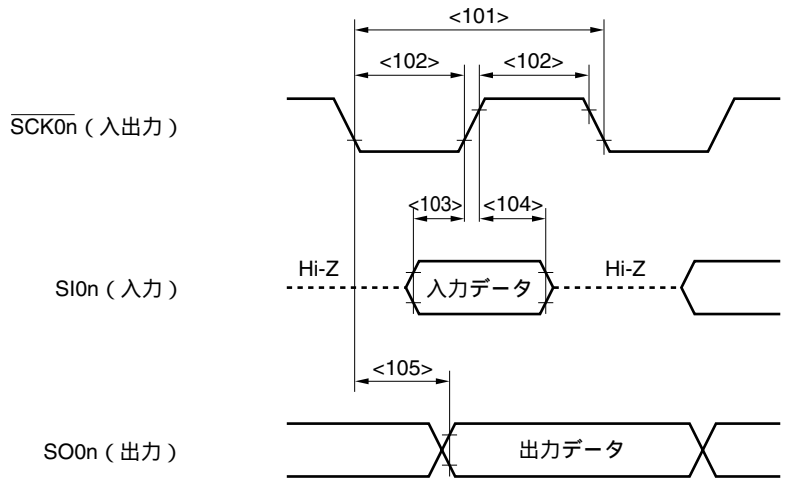 <101>
<102> <102>
SCK0n（入出力）
<103> <104>
Hi-Z Hi-Z
SI0n（入力） 入力データ
<105>
SO0n（出力） 出力データ